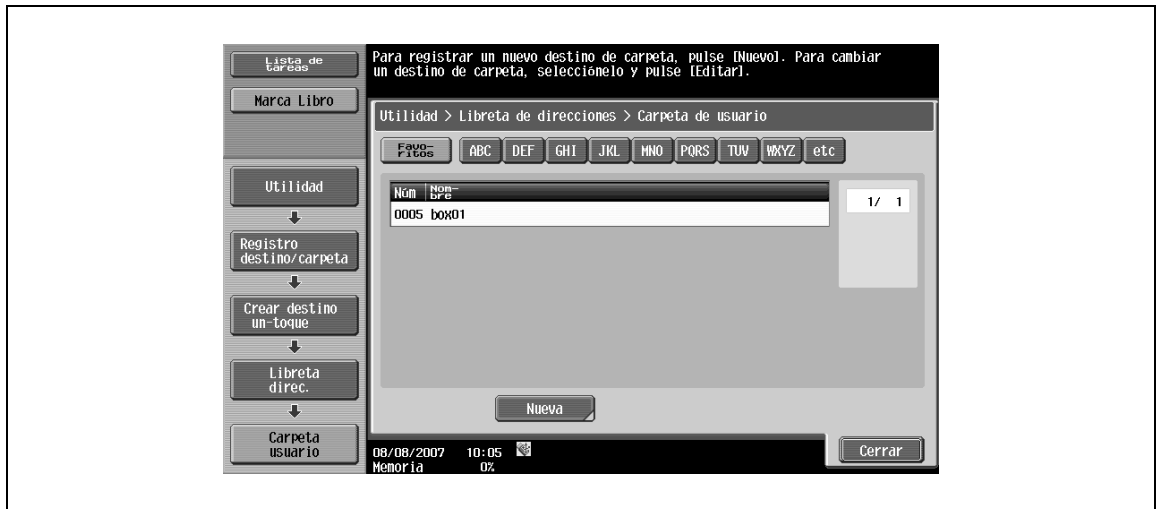 Lista de
tareas
Marca Libro
Para registrar un nuevo destino de carpeta, pulse [Nuevo]. Para cambiar
un destino de carpeta, selecciónelo y pulse [Editar].
Utilidad > Libreta de direcciones > Carpeta de usuario
Favo-
ritos
ABC DEF GHI JKL MNO PQRS TUV WXYZ etc
Utilidad
Registro
destino/carpeta
Crear destino
un-toque
Libreta
direc.
Carpeta
usuario
Núm Nom-
bre
0005 box01
1/ 1
Nueva
08/08/2007 10:05
Memoria 0%
Cerrar